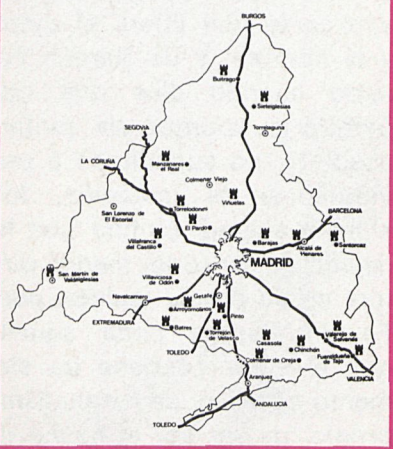 BURGOS
Buitrago
Sieteiglesias
Torrelaguna
SEGOVIA
LA CORUÑA
Manzanares
el Real
Colmenar Viejo
Viñuelas
San Lorenzo de
El Escorial
Torrelodones
El Pardo
BARCELONA
Villafranca
del Castillo
Barajas
Alcalá de
Henares
Santorcaz
MADRID
San Martín de
Valdeiglesias
Villaviciosa
de Odón
Navalcarnero
Getafe
Arroyomolinos
Pinto
EXTREMADURA
Batres
Torrejón
de Velasco
Casasola
Chinchón
Villarejo de
Salvanés
Fuentidueña
de Tajo
TOLEDO
Colmenar de Oreja
VALENCIA
Aranjuez
ANDALUCIA
TOLEDO